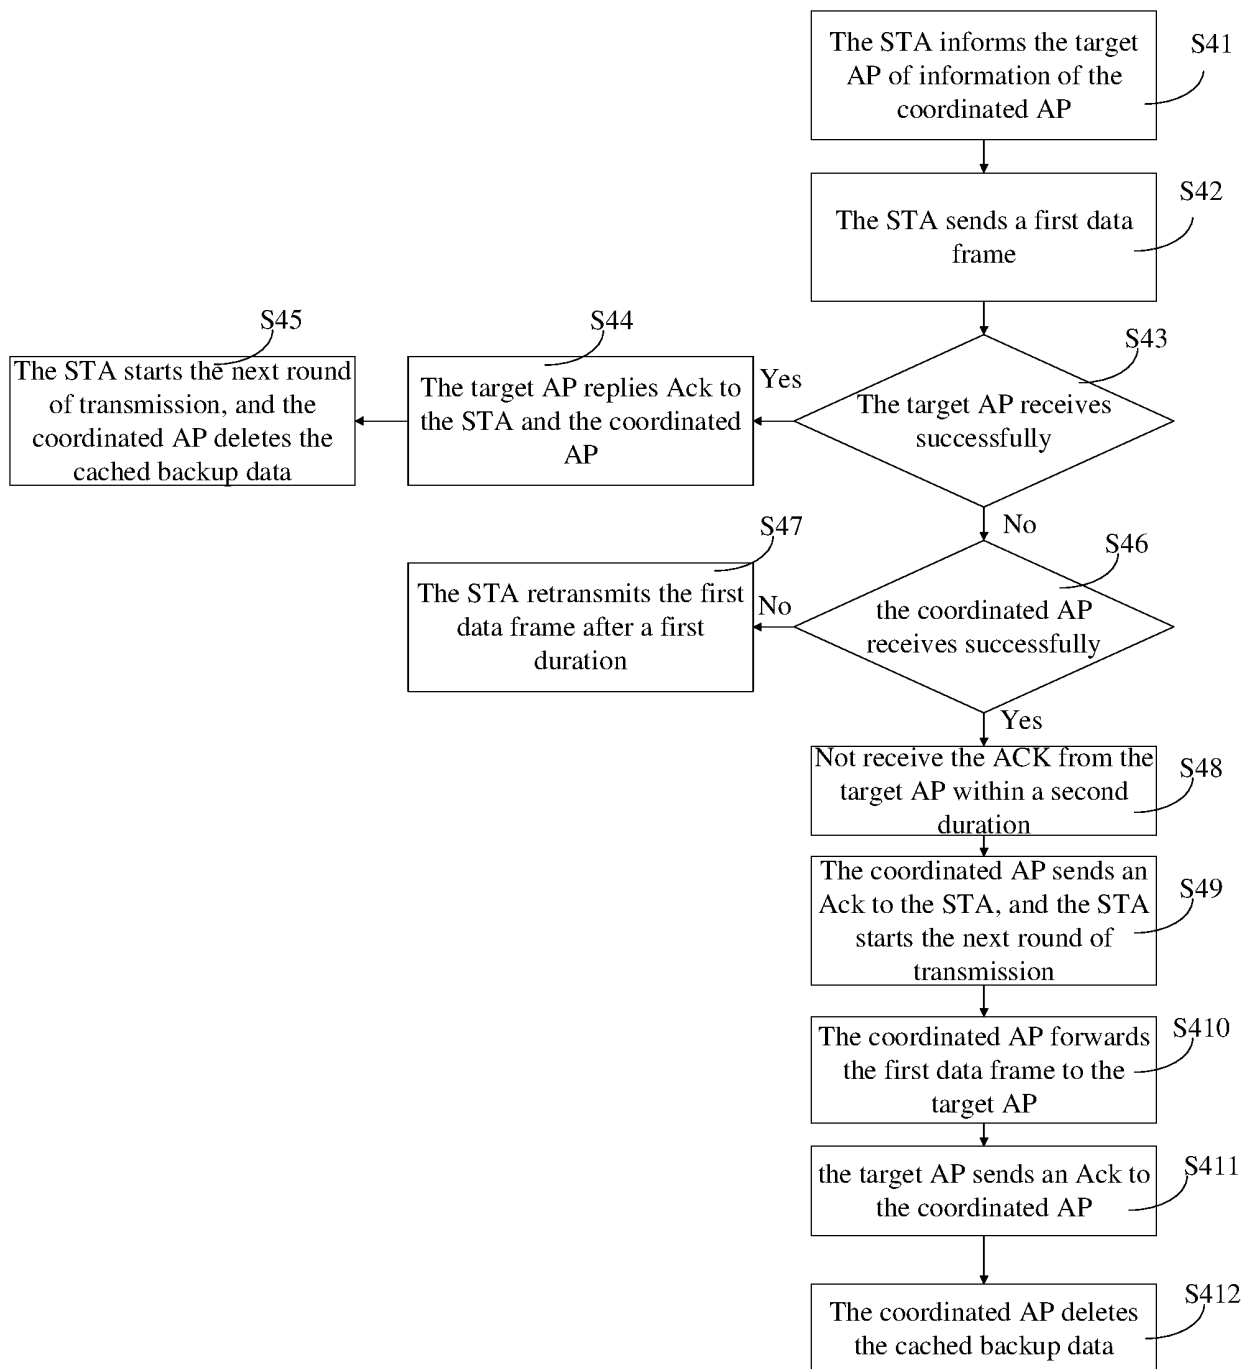 The STA informs the target
AP of information of the
coordinated AP
S41
The STA sends a first data
frame
S42
The target AP receives
successfully
S43
Yes
No
The target AP replies Ack to
the STA and the coordinated
AP
S44
The STA starts the next round
of transmission, and the
coordinated AP deletes the
cached backup data
S45
the coordinated AP
receives successfully
S46
No
Yes
The STA retransmits the first
data frame after a first
duration
S47
Not receive the ACK from the
target AP within a second
duration
S48
The coordinated AP sends an
Ack to the STA, and the STA
starts the next round of
transmission
S49
The coordinated AP forwards
the first data frame to the
target AP
S410
the target AP sends an Ack to
the coordinated AP
S411
The coordinated AP deletes
the cached backup data
S412